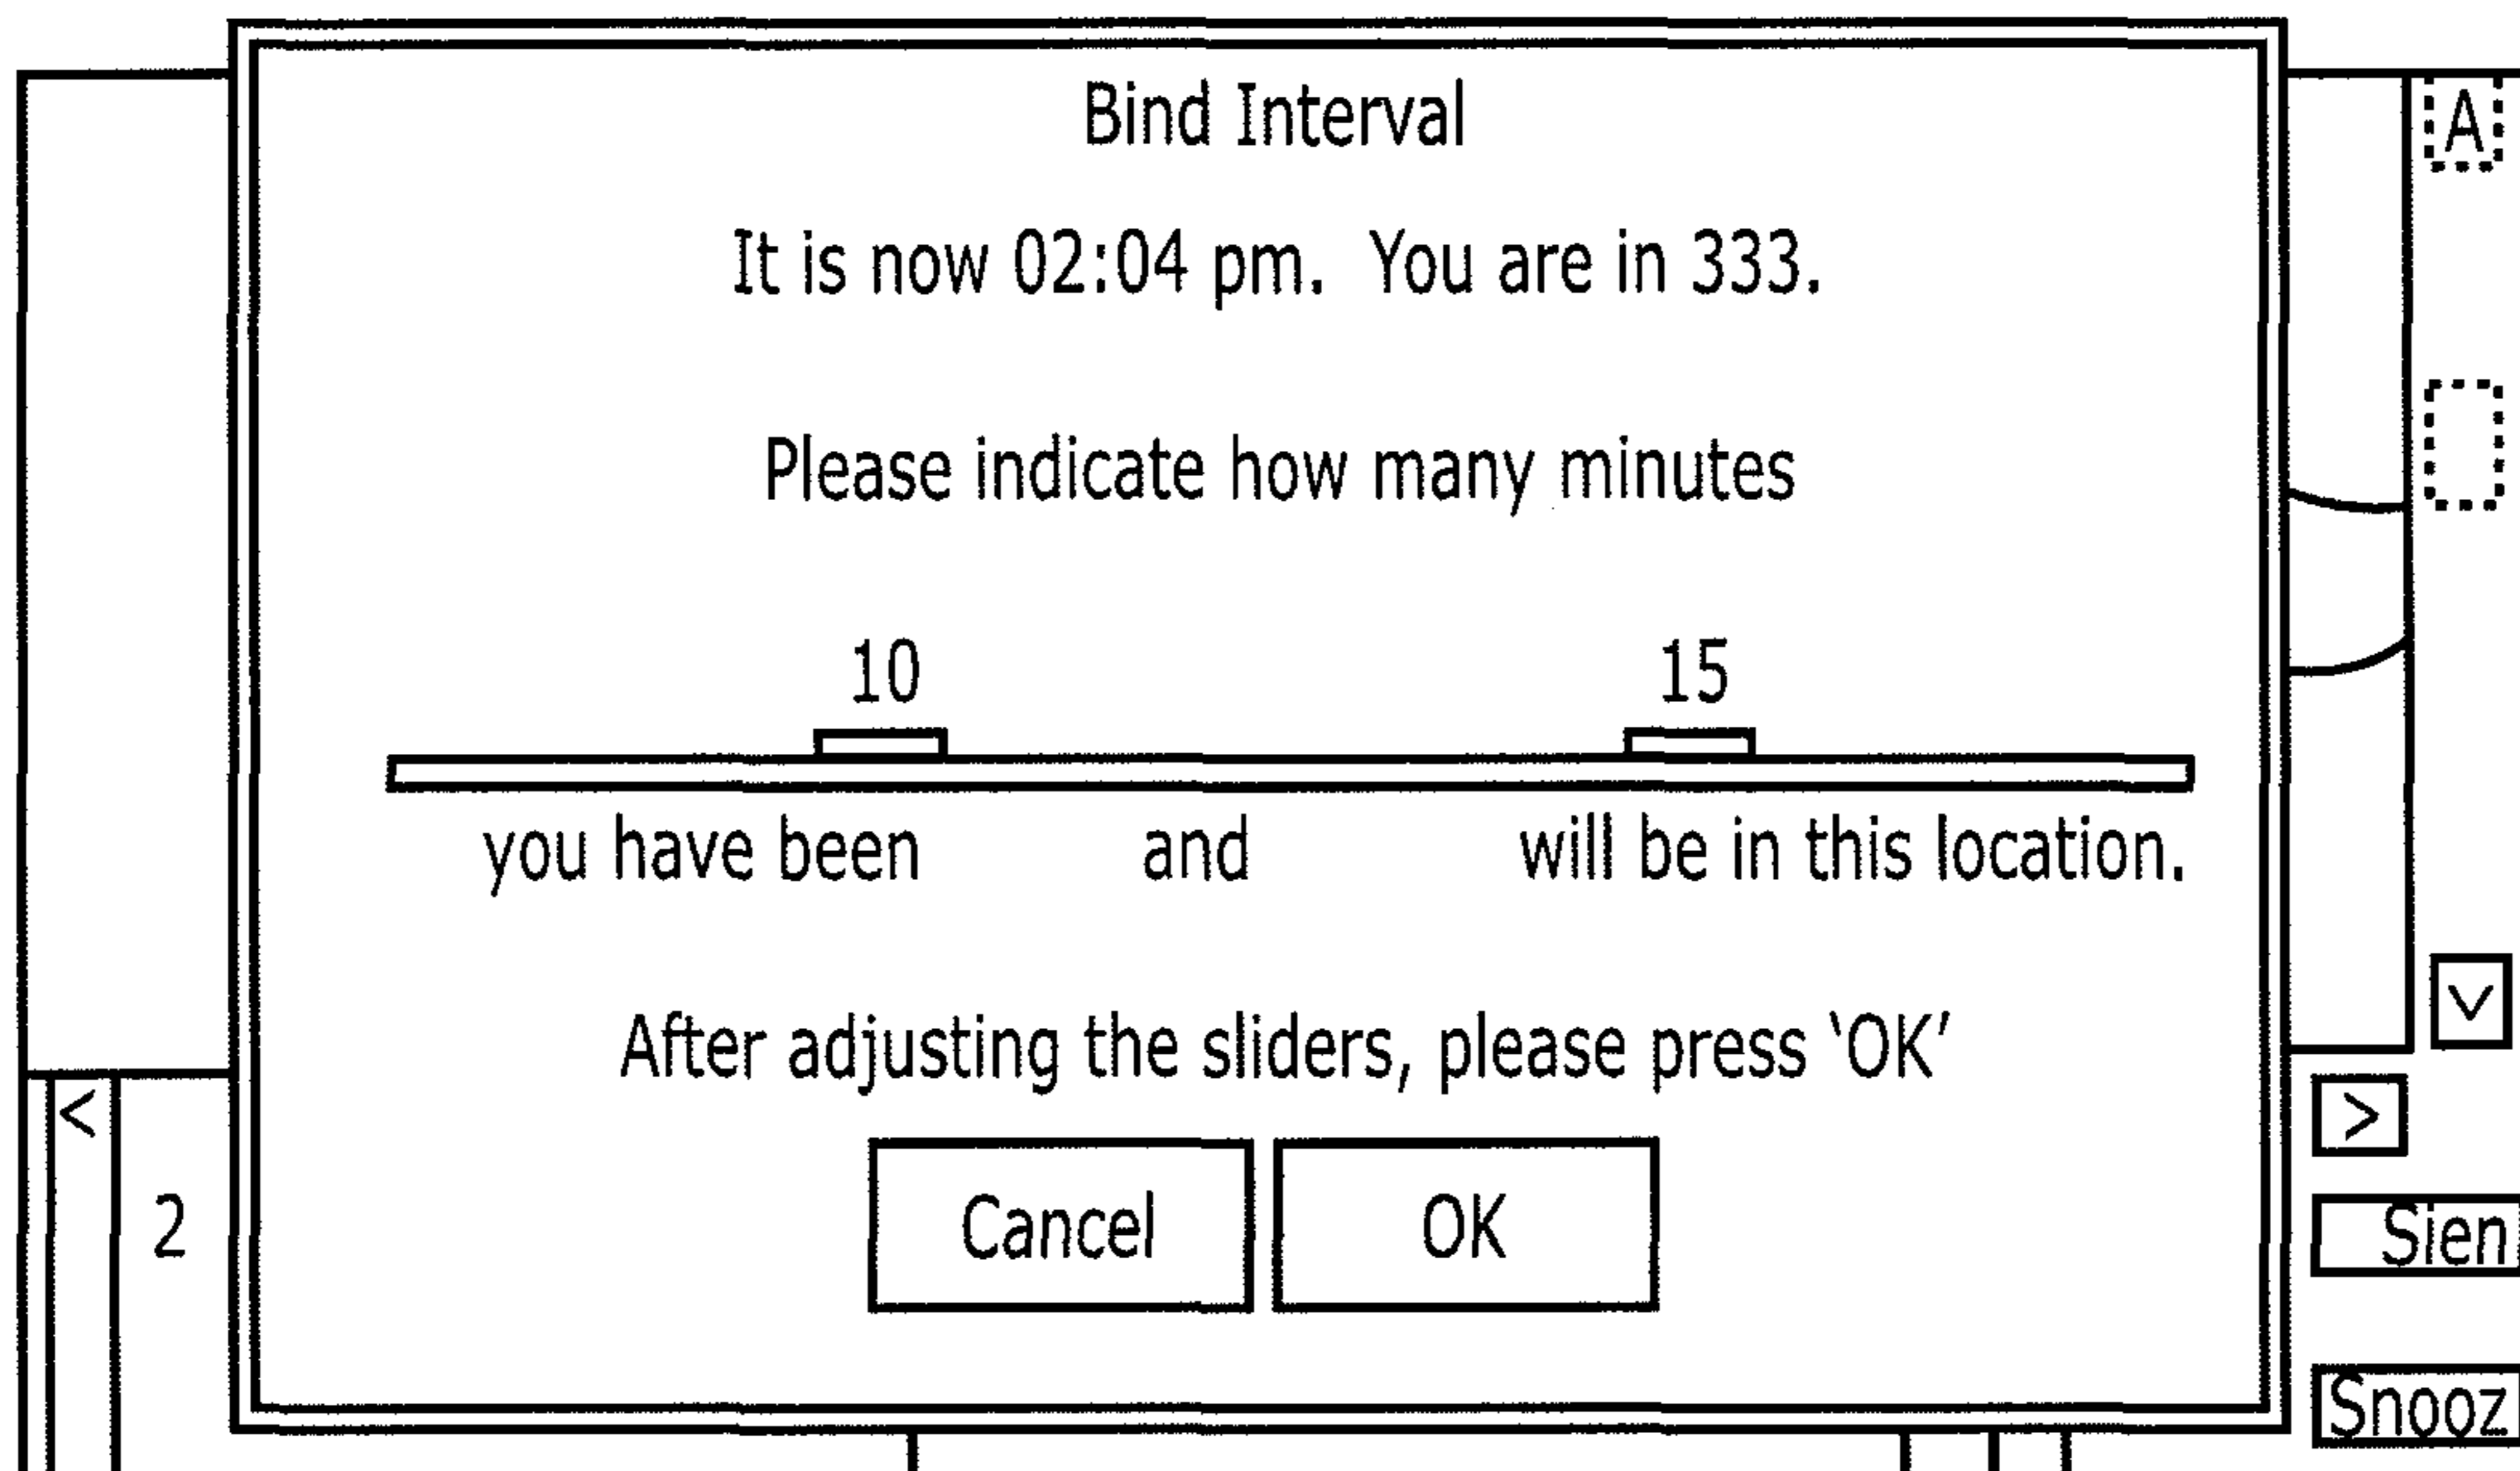 Bind Interval
A
It is now 02:04 pm.  You are in 333.
Please indicate how many minutes
10 15
you have been and will be in this location.
V
After adjusting the sliders, please press ‘OK’
< >
2 Cancel OK Sien
Snooz